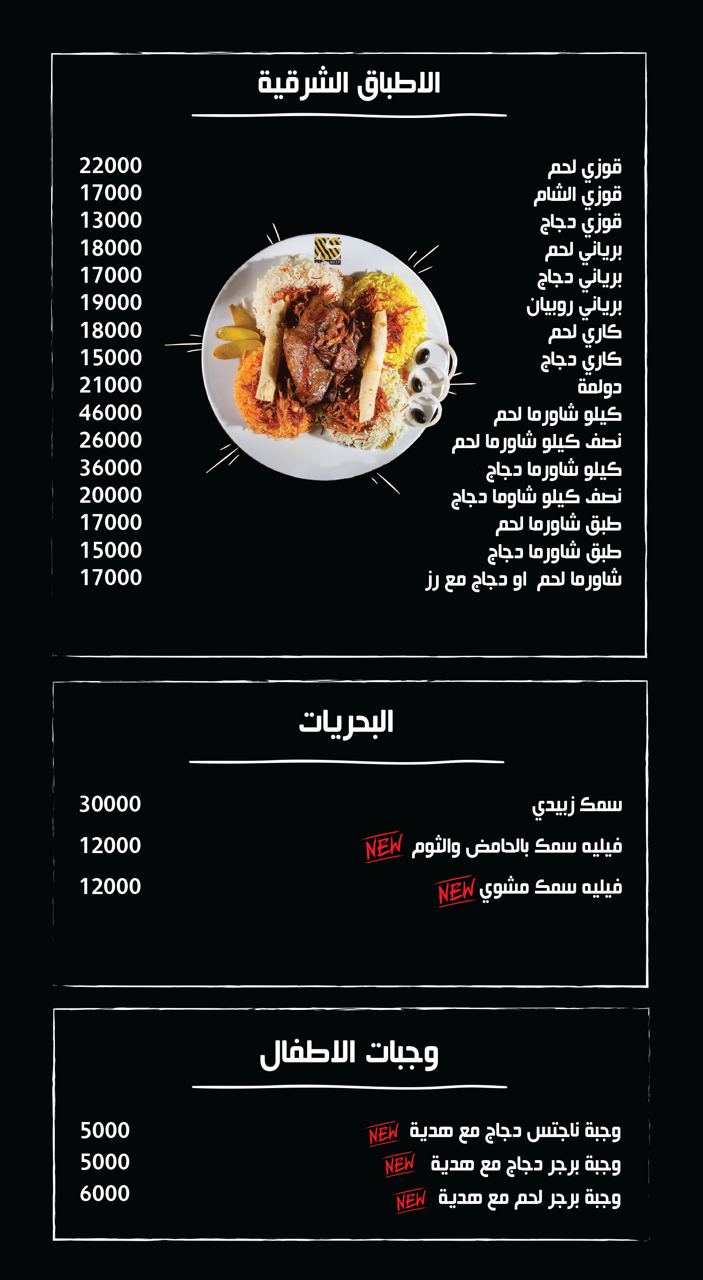 الاطباق الشرقية
قوزي لحم 22000
قوزي الشام 17000
قوزي دجاج 13000
برياني لحم 18000
برياني دجاج 17000
برياني روبيان 19000
كاري لحم 18000
كاري دجاج 15000
دولمة 21000
كيلو شاورما لحم 46000
نصف كيلو شاورما لحم 26000
كيلو شاورما دجاج 36000
نصف كيلو شاوما دجاج 20000
طبق شاورما لحم 17000
طبق شاورما دجاج 15000
شاورما لحم او دجاج مع رز 17000
البحريات
سمك زبيدي 30000
فيليه سمك بالحامض والثوم NEW 12000
فيليه سمك مشوي NEW 12000
وجبات الاطفال
وجبة ناجتس دجاج مع هدية NEW 5000
وجبة برجر دجاج مع هدية NEW 5000
وجبة برجر لحم مع هدية NEW 6000